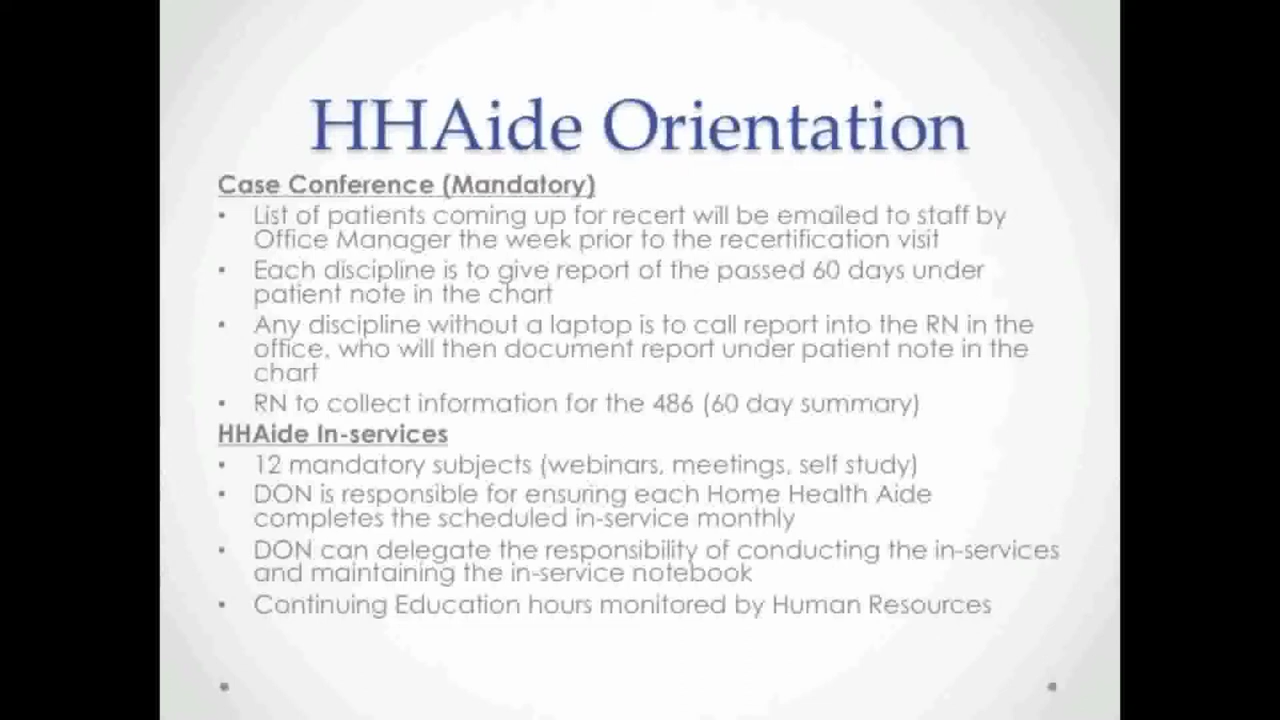 HHAide Orientation
Case Conference (Mandatory)
• List of patients coming up for recert will be emailed to staff by
Office Manager the week prior to the recertification visit
• Each discipline is to give report of the passed 60 days under
patient note in the chart
• Any discipline without a laptop is to call report into the RN in the
office, who will then document report under patient note in the
chart
• RN to collect information for the 486 (60 day summary)
HHAide In-services
• 12 mandatory subjects (webinars, meetings, self study)
• DON is responsible for ensuring each Home Health Aide
completes the scheduled in-service monthly
• DON can delegate the responsibility of conducting the in-services
and maintaining the in-service notebook
• Continuing Education hours monitored by Human Resources